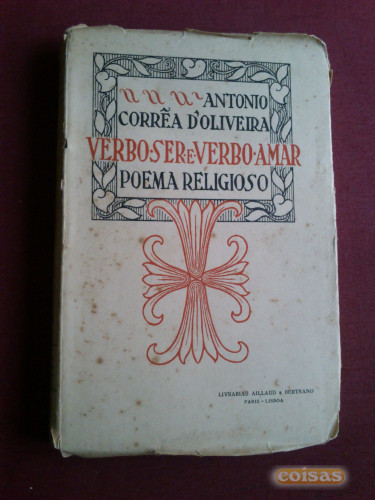 ANTONIO
CORRÊA D'OLIVEIRA
VERBO·SER·E·VERBO·AMAR
POEMA RELIGIOSO
LIVRARIAS AILLAUD & BERTRAND
PARIS - LISBOA
coisas